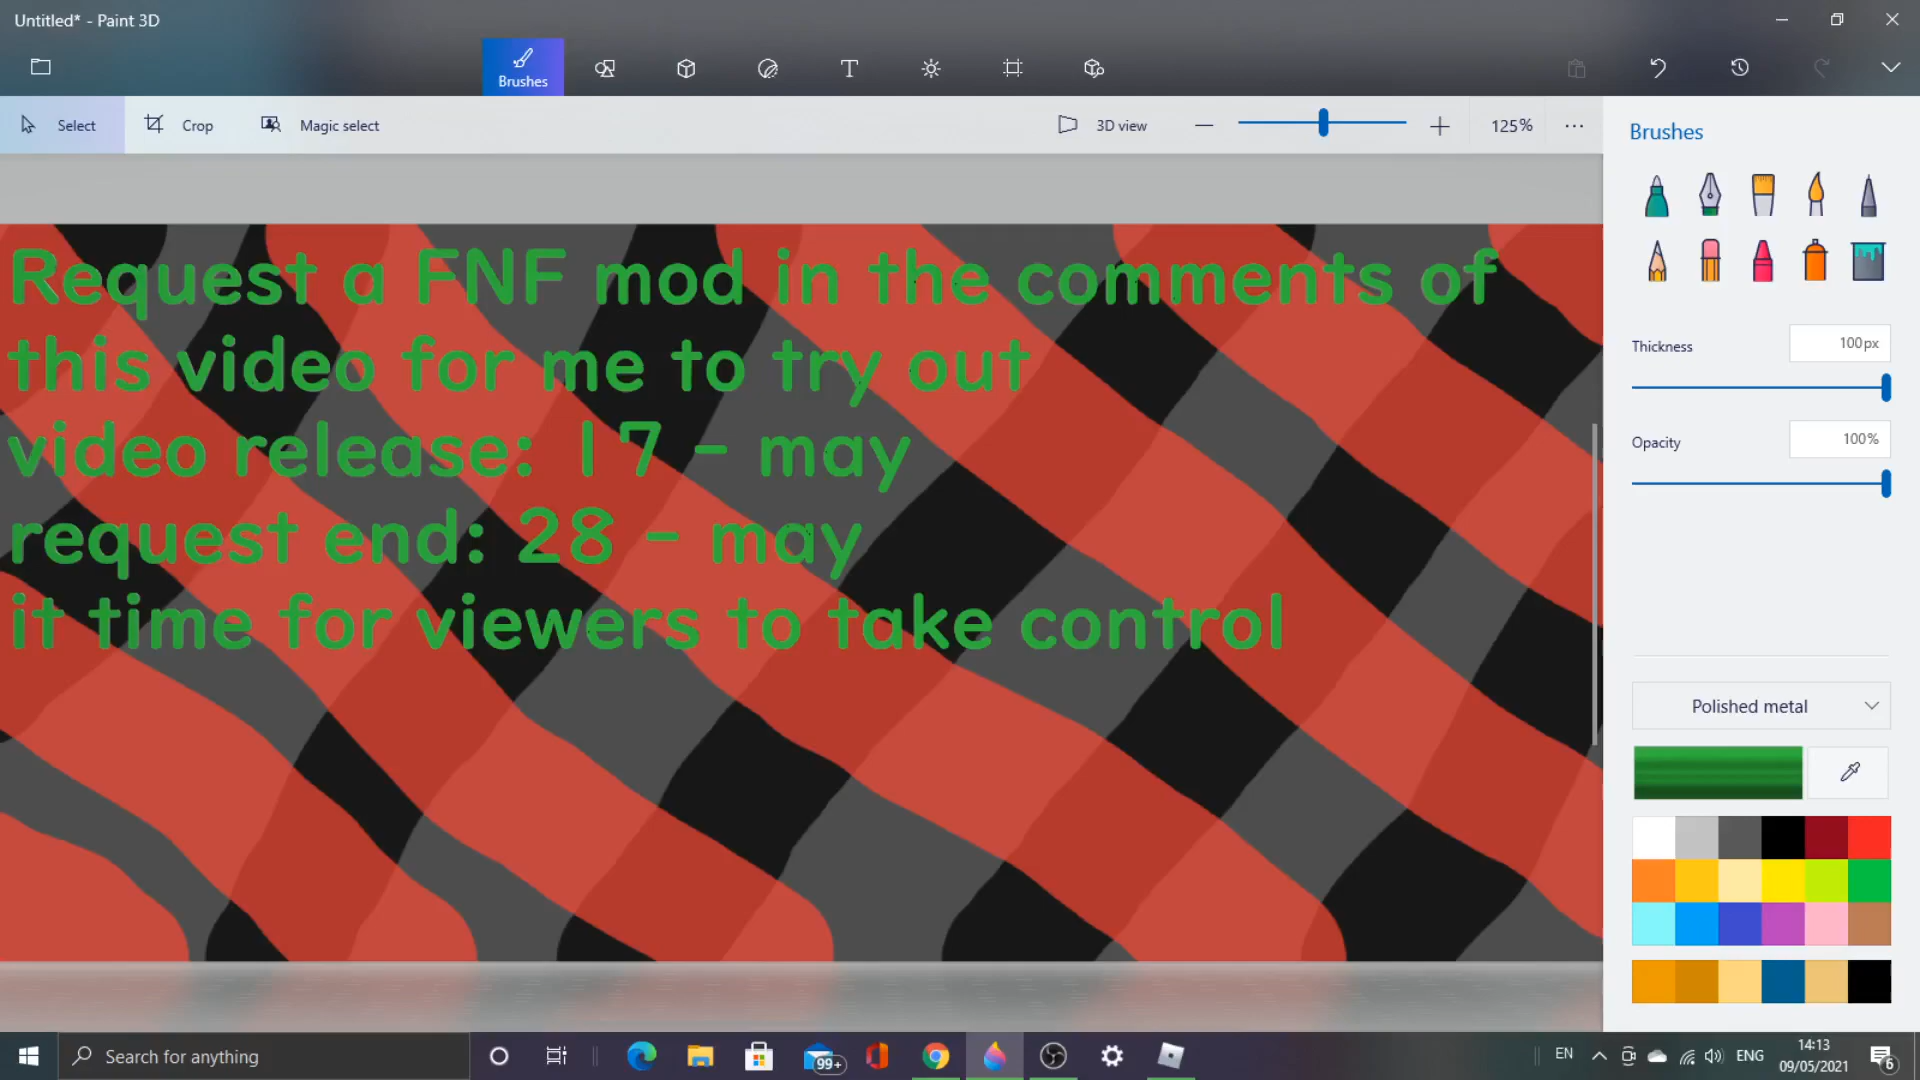 Untitled* - Paint 3D
Brushes
Select Crop Magic select 3D view 125% ...
Brushes
Request a FNF mod in the comments of
this video for me to try out
video release: 17 - may
request end: 28 - may
it time for viewers to take control
Thickness 100px
Opacity 100%
Polished metal
Search for anything
99+
EN ENG
14:13
09/05/2021
6